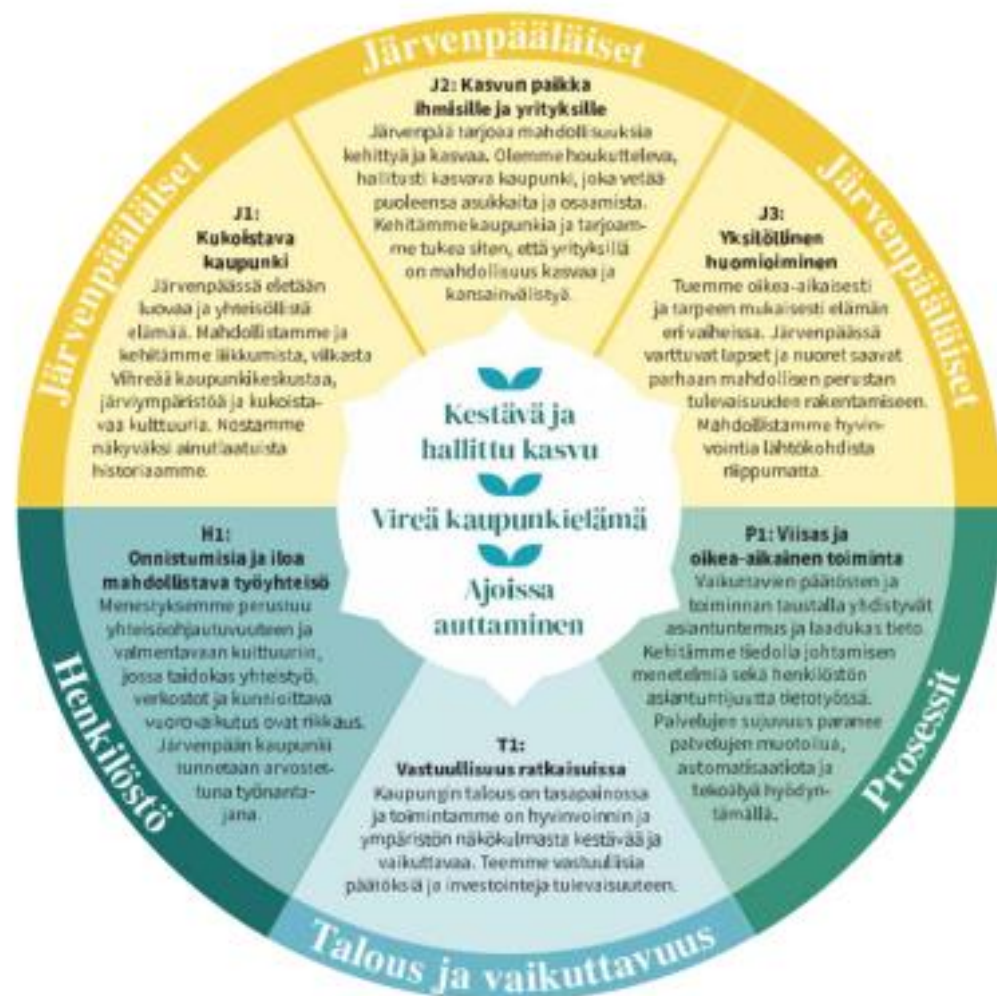 Järvenpääläiset
J2: Kasvun paikka
ihmisille ja yrityksille
Järvenpää tarjoaa mahdollisuuksia
kehittyä ja kasvaa. Olemme houkutteleva,
hallitusti kasvava kaupunki, joka vetää
puoleensa asukkaita ja osaamista.
Kehitämme kaupunkia ja tarjoam-
me tukea siten, että yrityksillä
on mahdollisuus kasvaa ja
kansainvälistyä.
Järvenpääläiset
J1:
Kukoistava
kaupunki
Järvenpäässä eletään
luovaa ja yhteisöllistä
elämää. Mahdollistamme ja
kehitämme liikkumista, vilkasta
Vihreää kaupunkikeskustaa,
järviympäristöä ja kukoista-
vaa kulttuuria. Nostamme
näkyväksi ainutlaatuista
historiaamme.
Järvenpääläiset
J3:
Yksilöllinen
huomioiminen
Tuemme oikea-aikaisesti
ja tarpeen mukaisesti elämän
eri vaiheissa. Järvenpäässä
varttuvat lapset ja nuoret saavat
parhaan mahdollisen perustan
tulevaisuuden rakentamiseen.
Mahdollistamme hyvin-
vointia lähtökohdista
riippumatta.
Kestävä ja
hallittu kasvu
Vireä kaupunkielämä
Ajoissa
auttaminen
H1:
Onnistumisia ja iloa
mahdollistava työyhteisö
Menestyksemme perustuu
yhteisöohjautuvuuteen ja
valmentavaan kulttuuriin,
jossa taidokas yhteistyö,
verkostot ja kunnioittava
vuorovaikutus ovat rikkaus.
Järvenpään kaupunki
tunnetaan arvostet-
tuna työnanta-
jana.
Henkilöstö
P1: Viisas ja
oikea-aikainen toiminta
Vaikuttavien päätösten ja
toiminnan taustalla yhdistyvät
asiantuntemus ja laadukas tieto.
Kehitämme tiedolla johtamisen
menetelmiä sekä henkilöstön
asiantuntijuutta tietotyössä.
Palvelujen sujuvuus paranee
palvelujen muotoilua,
automatisaatiota ja
tekoälyä hyödyn-
tämällä.
Prosessit
T1:
Vastuullisuus ratkaisuissa
Kaupungin talous on tasapainossa
ja toimintamme on hyvinvoinnin ja
ympäristön näkökulmasta kestävää ja
vaikuttavaa. Teemme vastuullisia
päätöksiä ja investointeja tulevaisuuteen.
Talous ja vaikuttavuus